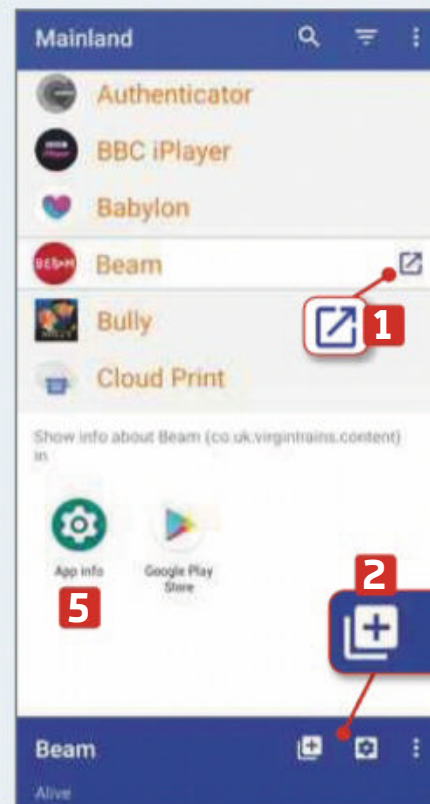 Mainland
Authenticator
BBC iPlayer
Babylon
BEAM
Beam
1
Bully
Cloud Print
Show info about Beam (co.uk.virgintrains.content)
in
App info
Google Play
Store
5
2
Beam
Alive